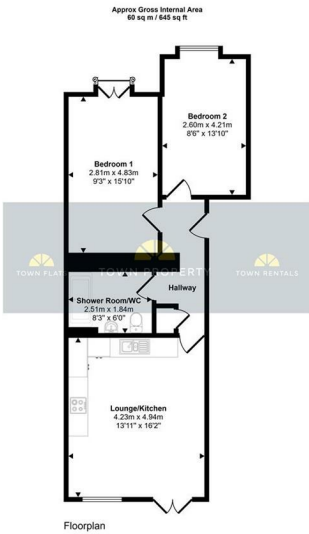 Approx Gross Internal Area
60 sq m / 645 sq ft
Bedroom 2
2.60m x 4.21m
8'6" x 13'10"
Bedroom 1
2.81m x 4.83m
9'3" x 15'10"
TOWN FLATS
TOWN PROPERTY
TOWN RENTALS
Hallway
Shower Room/WC
2.51m x 1.84m
8'3" x 6'0"
Lounge/Kitchen
4.23m x 4.94m
13'11" x 16'2"
Floorplan